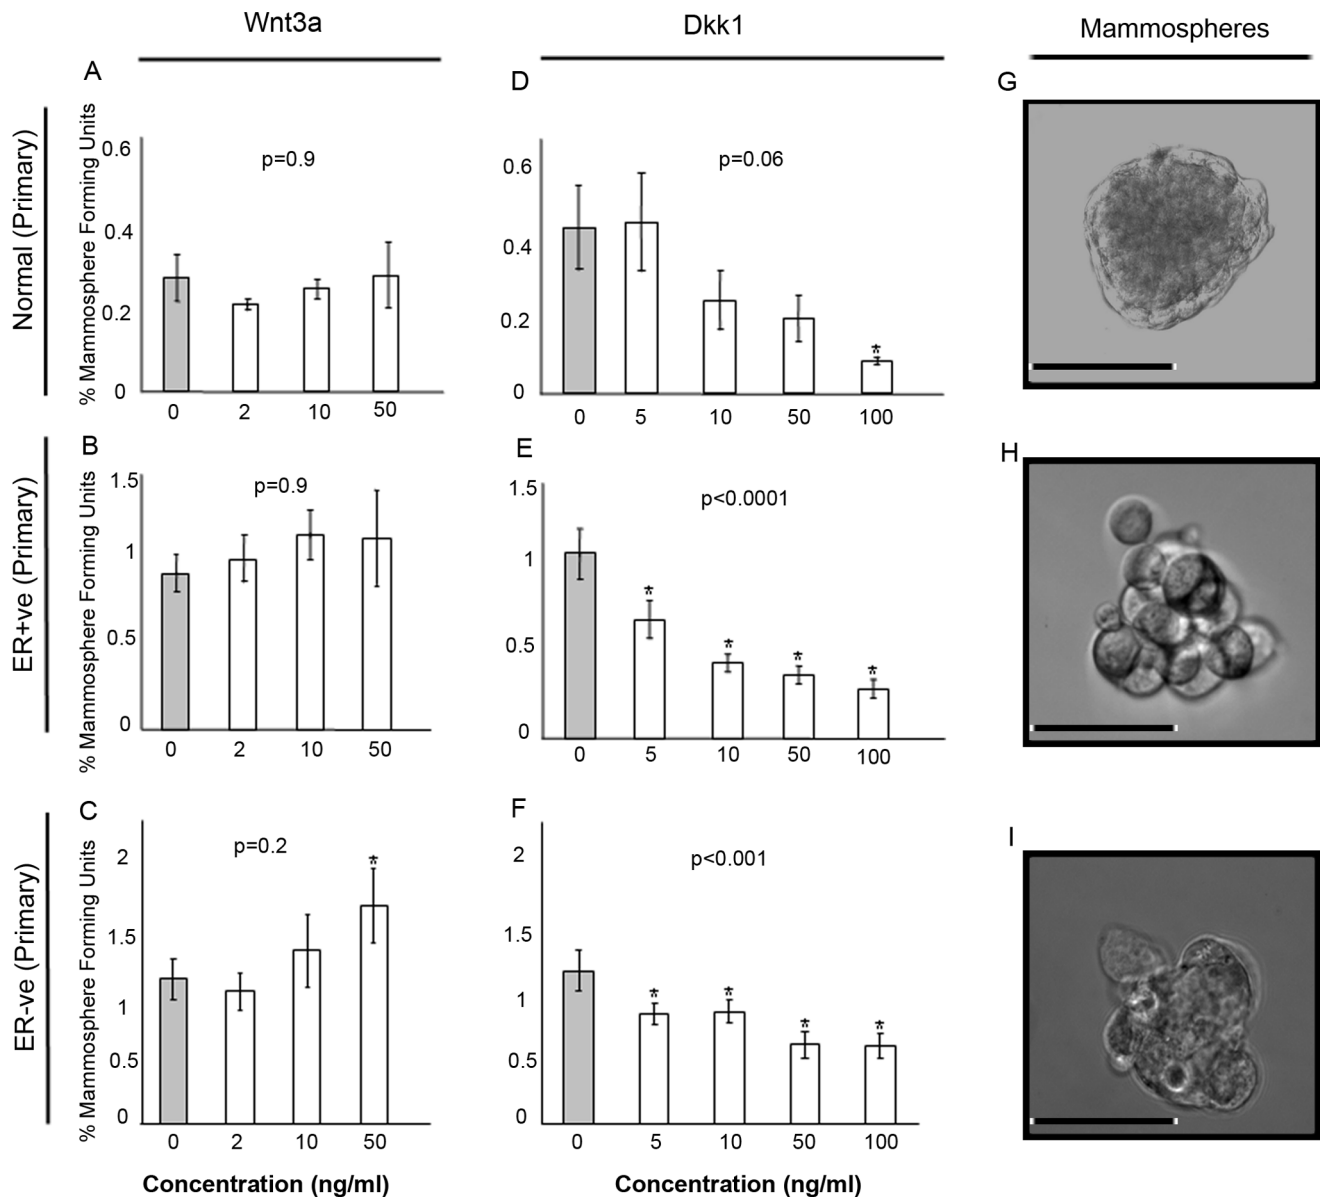 Wnt3a
Dkk1
Mammospheres
Normal (Primary)
A
% Mammosphere Forming Units
p=0.9
0.6
0.4
0.2
0
0 2 10 50
D
p=0.06
0.6
0.4
0.2
0
*
0 5 10 50 100
G
ER+ve (Primary)
B
% Mammosphere Forming Units
p=0.9
1.5
1
0.5
0
0 2 10 50
E
p<0.0001
1.5
1
0.5
0
* * * *
0 5 10 50 100
H
ER-ve (Primary)
C
% Mammosphere Forming Units
p=0.2
2
1.5
1
0.5
0
*
0 2 10 50
Concentration (ng/ml)
F
p<0.001
2
1.5
1
0.5
0
* * * *
0 5 10 50 100
Concentration (ng/ml)
I